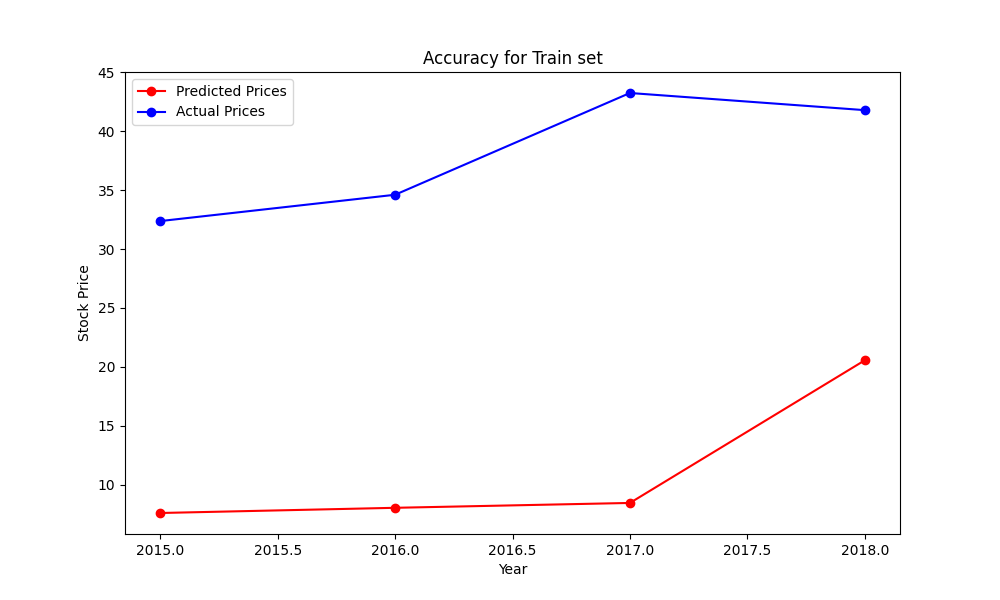 Accuracy for Train set
Predicted Prices
Actual Prices
45
40
35
30
25
20
15
10
Stock Price
2015.0 2015.5 2016.0 2016.5 2017.0 2017.5 2018.0
Year